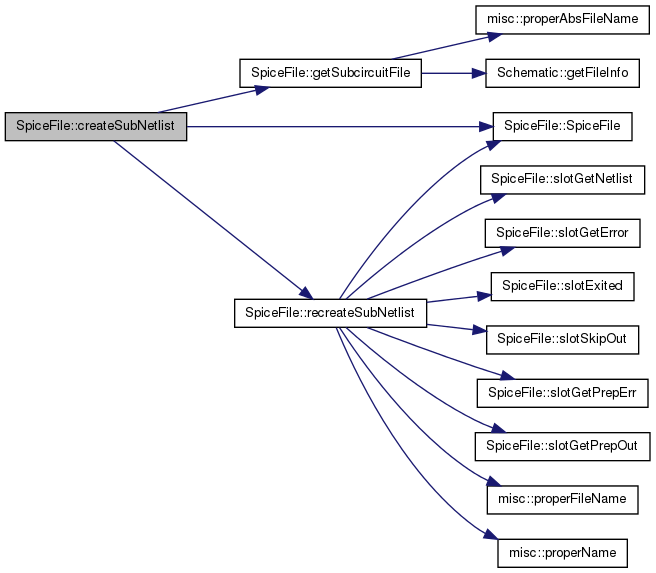 misc::properAbsFileName
SpiceFile::getSubcircuitFile
Schematic::getFileInfo
SpiceFile::createSubNetlist
SpiceFile::SpiceFile
SpiceFile::slotGetNetlist
SpiceFile::slotGetError
SpiceFile::slotExited
SpiceFile::recreateSubNetlist
SpiceFile::slotSkipOut
SpiceFile::slotGetPrepErr
SpiceFile::slotGetPrepOut
misc::properFileName
misc::properName